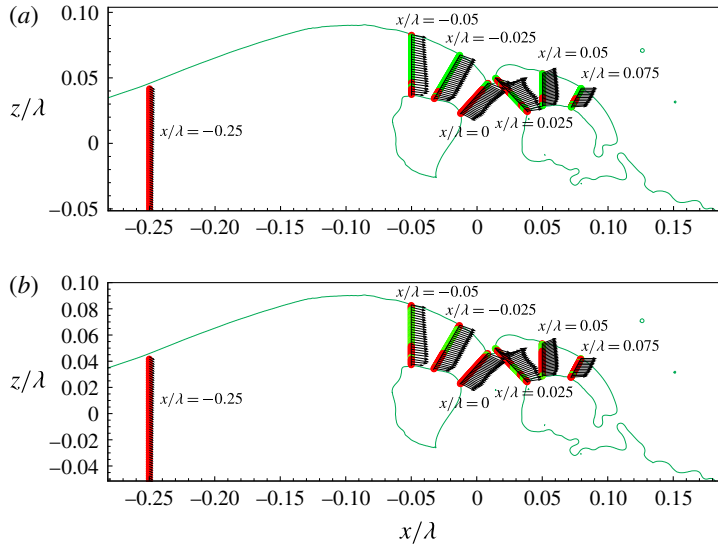 (a)
0.10
x/λ = −0.05
x/λ = −0.025
x/λ = 0.05
x/λ = 0.075
0.05
z/λ
0
x/λ = −0.25
x/λ = 0
x/λ = 0.025
−0.05
−0.25 −0.20 −0.15 −0.10 −0.05 0 0.05 0.10 0.15
(b)
0.10
x/λ = −0.05
x/λ = −0.025
0.08
x/λ = 0.05
0.06
x/λ = 0.075
0.04
z/λ
0.02
x/λ = −0.25
x/λ = 0
x/λ = 0.025
0
−0.02
−0.04
−0.25 −0.20 −0.15 −0.10 −0.05 0 0.05 0.10 0.15
x/λ